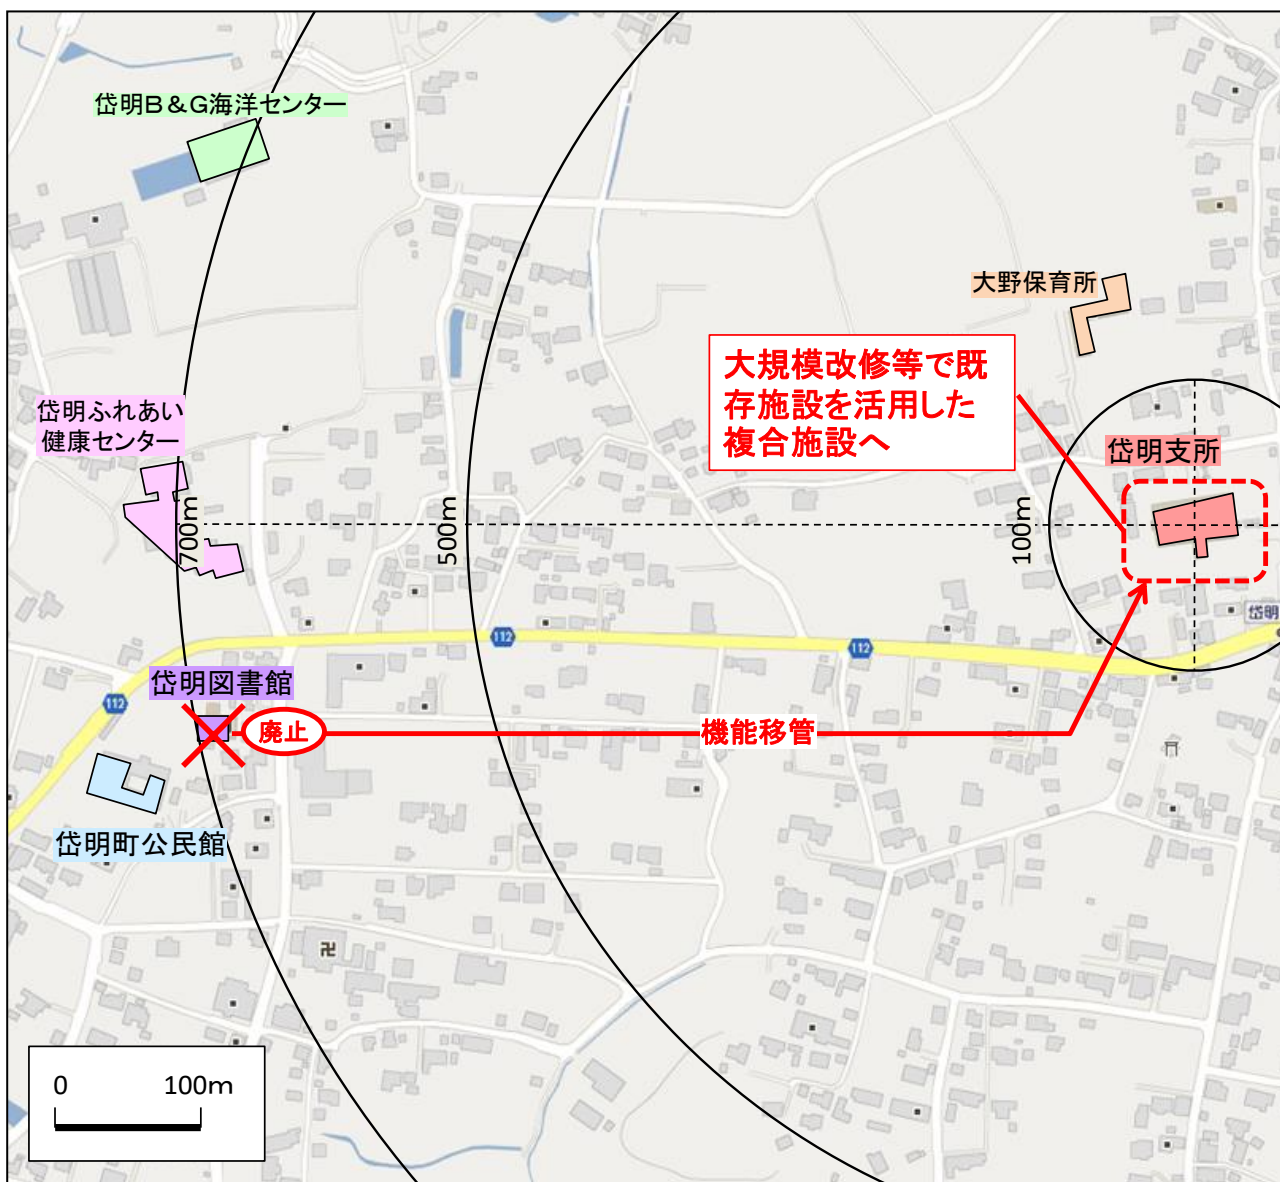 岱明B＆G海洋センター
大野保育所
大規模改修等で既
存施設を活用した
複合施設へ
岱明ふれあい
健康センター
岱明支所
700m
500m
100m
岱明
112
112
岱明図書館
112
廃止
機能移管
岱明町公民館
卍
0
100m